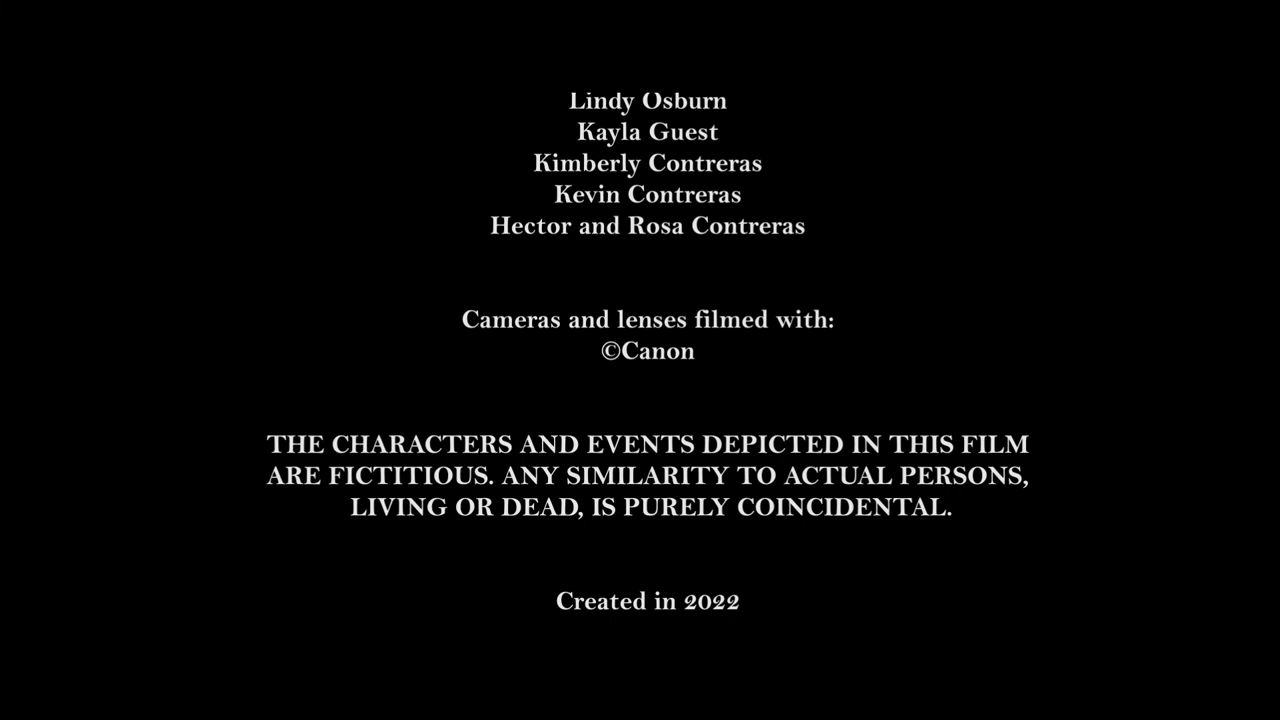 Lindy Osburn
Kayla Guest
Kimberly Contreras
Kevin Contreras
Hector and Rosa Contreras
Cameras and lenses filmed with:
©Canon
THE CHARACTERS AND EVENTS DEPICTED IN THIS FILM
ARE FICTITIOUS. ANY SIMILARITY TO ACTUAL PERSONS,
LIVING OR DEAD, IS PURELY COINCIDENTAL.
Created in 2022